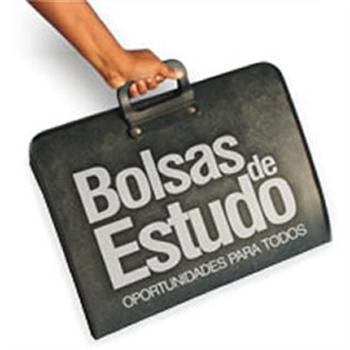 Bolsas de
Estudo
OPORTUNIDADES PARA TODOS